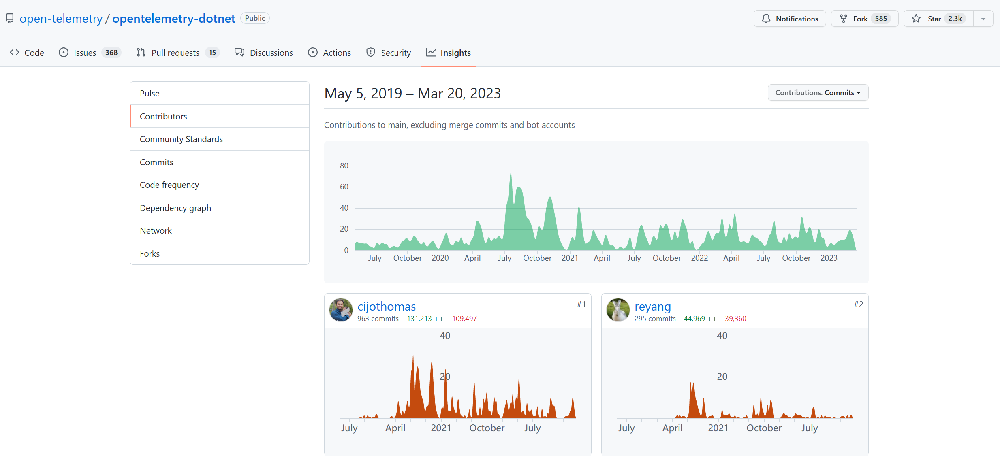 open-telemetry / opentelemetry-dotnet Public
Notifications Fork 585 Star 2.3k
Code Issues 368 Pull requests 15 Discussions Actions Security Insights
Pulse
Contributors
Community Standards
Commits
Code frequency
Dependency graph
Network
Forks
May 5, 2019 – Mar 20, 2023
Contributions: Commits
Contributions to main, excluding merge commits and bot accounts
80
60
40
20
0
July October 2020 April July October 2021 April July October 2022 April July October 2023
cijothomas #1
963 commits 131,213 ++ 109,497 --
40
20
July April 2021 October July
reyang #2
295 commits 44,969 ++ 39,360 --
40
20
July April 2021 October July